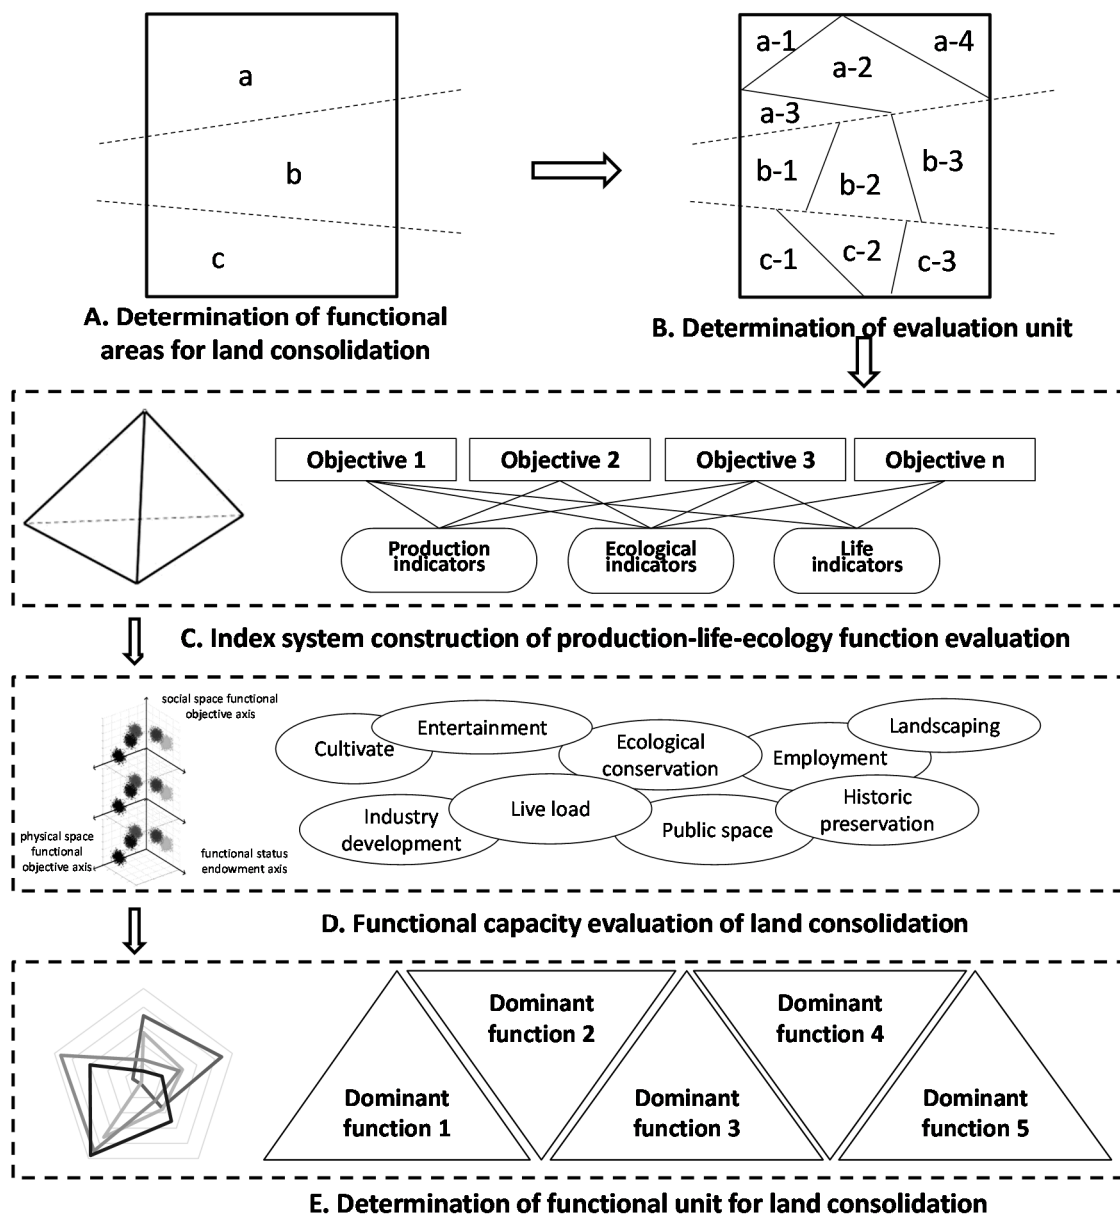 a
b
c
A. Determination of functional
areas for land consolidation
a-1
a-2
a-4
a-3
b-1
b-2
b-3
c-1
c-2
c-3
B. Determination of evaluation unit
Objective 1
Objective 2
Objective 3
Objective n
Production
indicators
Ecological
indicators
Life
indicators
C. Index system construction of production-life-ecology function evaluation
social space functional
objective axis
physical space
functional
objective axis
functional status
endowment axis
Cultivate
Entertainment
Ecological
conservation
Employment
Landscaping
Industry
development
Live load
Public space
Historic
preservation
D. Functional capacity evaluation of land consolidation
Dominant
function 1
Dominant
function 2
Dominant
function 3
Dominant
function 4
Dominant
function 5
E. Determination of functional unit for land consolidation